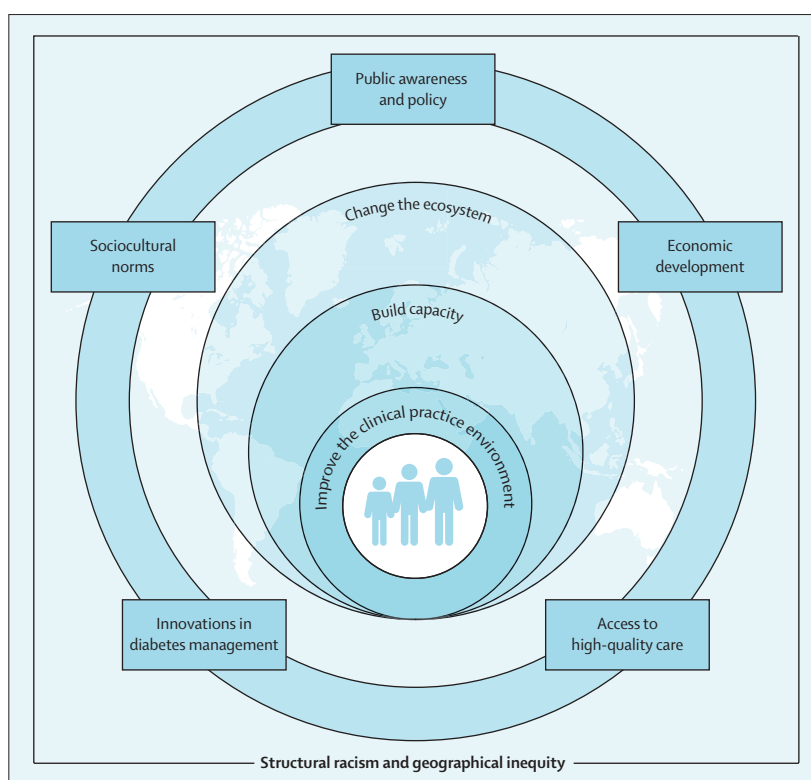 Public awareness
and policy
Change the ecosystem
Sociocultural
norms
Economic
development
Build capacity
Improve the clinical practice environment
Innovations in
diabetes management
Access to
high-quality care
Structural racism and geographical inequity